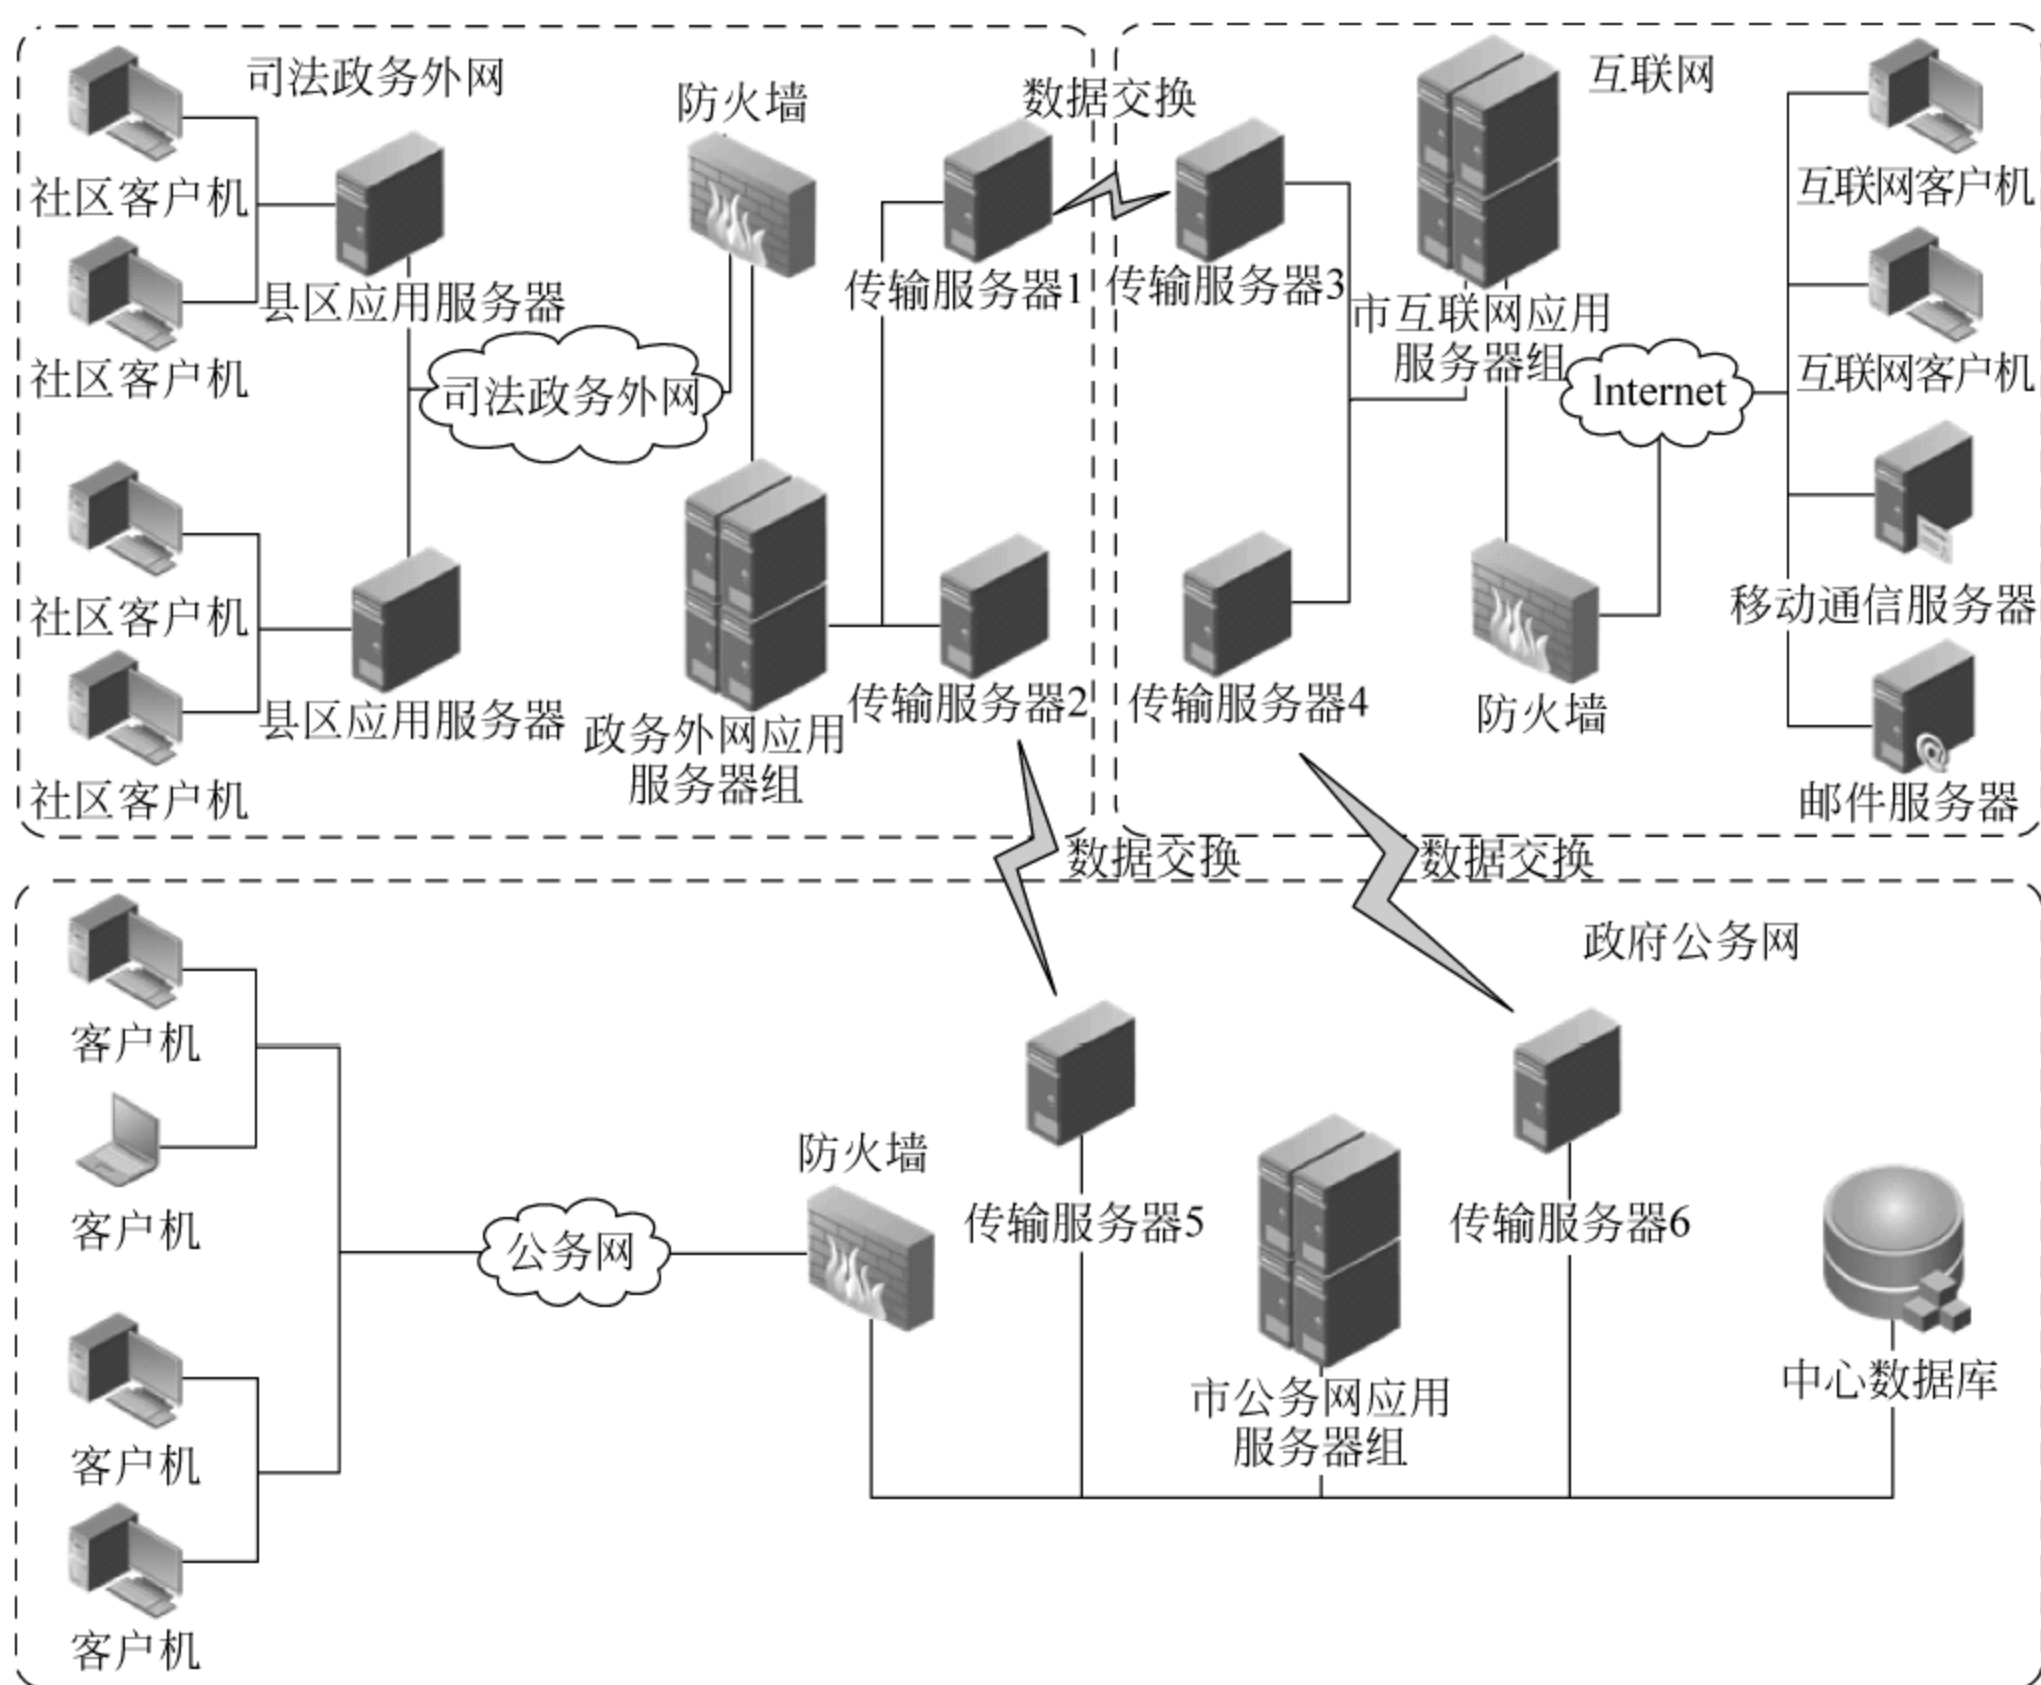 司法政务外网
社区客户机
社区客户机
县区应用服务器
司法政务外网
社区客户机
社区客户机
县区应用服务器
防火墙
政务外网应用
服务器组
传输服务器1
传输服务器2
数据交换
互联网
传输服务器3
传输服务器4
市互联网应用
服务器组
Internet
防火墙
互联网客户机
互联网客户机
移动通信服务器
邮件服务器
数据交换
数据交换
政府公务网
客户机
客户机
客户机
客户机
公务网
防火墙
传输服务器5
市公务网应用
服务器组
传输服务器6
中心数据库